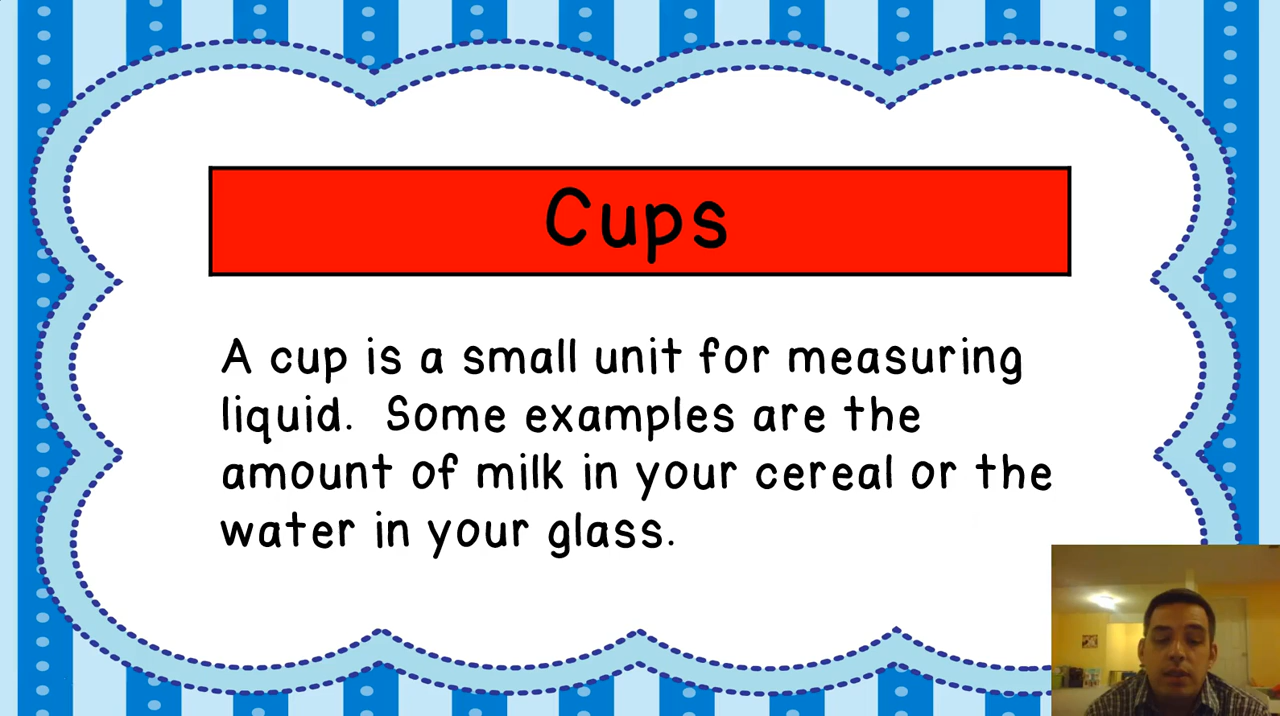 Cups
A cup is a small unit for measuring
liquid.  Some examples are the
amount of milk in your cereal or the
water in your glass.